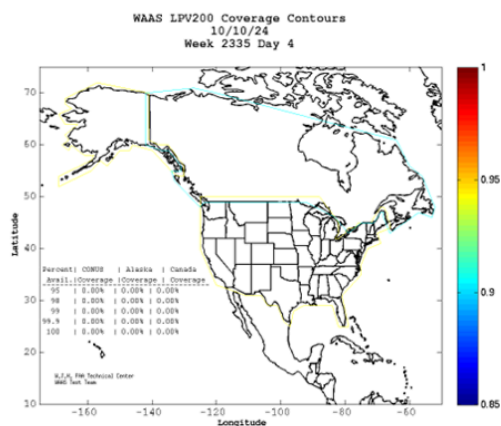 WAAS LPV200 Coverage Contours
10/10/24
Week 2335 Day 4
70
60
50
40
30
20
10
Latitude
-160 -140 -120 -100 -80 -60
Longitude
1
0.95
0.9
0.85
Percent| CONUS | Alaska | Canada
Avail.|Coverage |Coverage | Coverage
95 | 0.00% | 0.00% | 0.00%
98 | 0.00% | 0.00% | 0.00%
99 | 0.00% | 0.00% | 0.00%
99.9 | 0.00% | 0.00% | 0.00%
100 | 0.00% | 0.00% | 0.00%
FAA Technical Center
WAAS Test Team